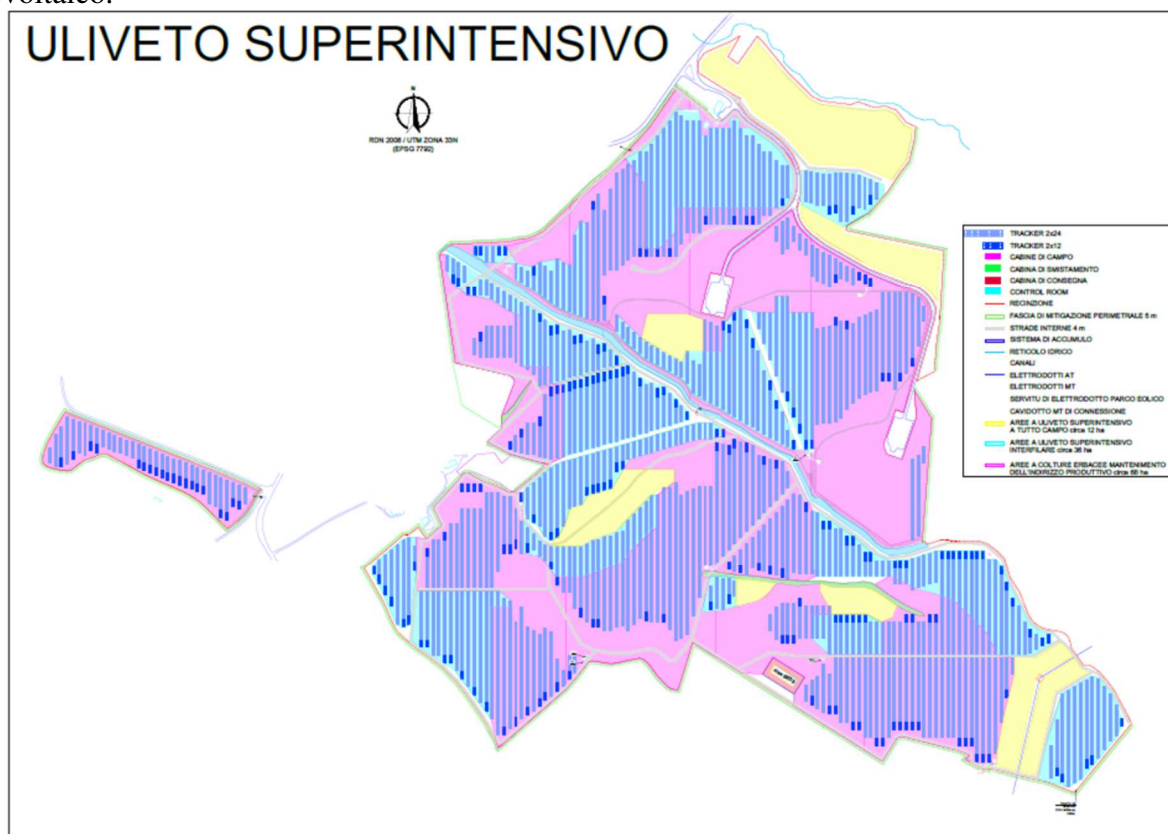 voltaico.
ULIVETO SUPERINTENSIVO
N
RDN 2008 / UTM ZONA 33N
(EPSG 7792)
TRACKER 2x24
TRACKER 2x12
CABINE DI CAMPO
CABINA DI SMISTAMENTO
CABINA DI CONSEGNA
CONTROL ROOM
RECINZIONE
FASCIA DI MITIGAZIONE PERIMETRALE 5 m
STRADE INTERNE 4 m
SISTEMA DI ACCUMULO
RETICOLO IDRICO
CANALI
ELETTRODOTTI AT
ELETTRODOTTI MT
SERVITU DI ELETTRODOTTO PARCO EOLICO
CAVIDOTTO MT DI CONNESSIONE
AREE A ULIVETO SUPERINTENSIVO
A TUTTO CAMPO circa 12 ha
AREE A ULIVETO SUPERINTENSIVO
INTERFILARE circa 36 ha
AREE A COLTURE ERBACEE MANTENIMENTO
DELL'INDIRIZZO PRODUTTIVO circa 66 ha